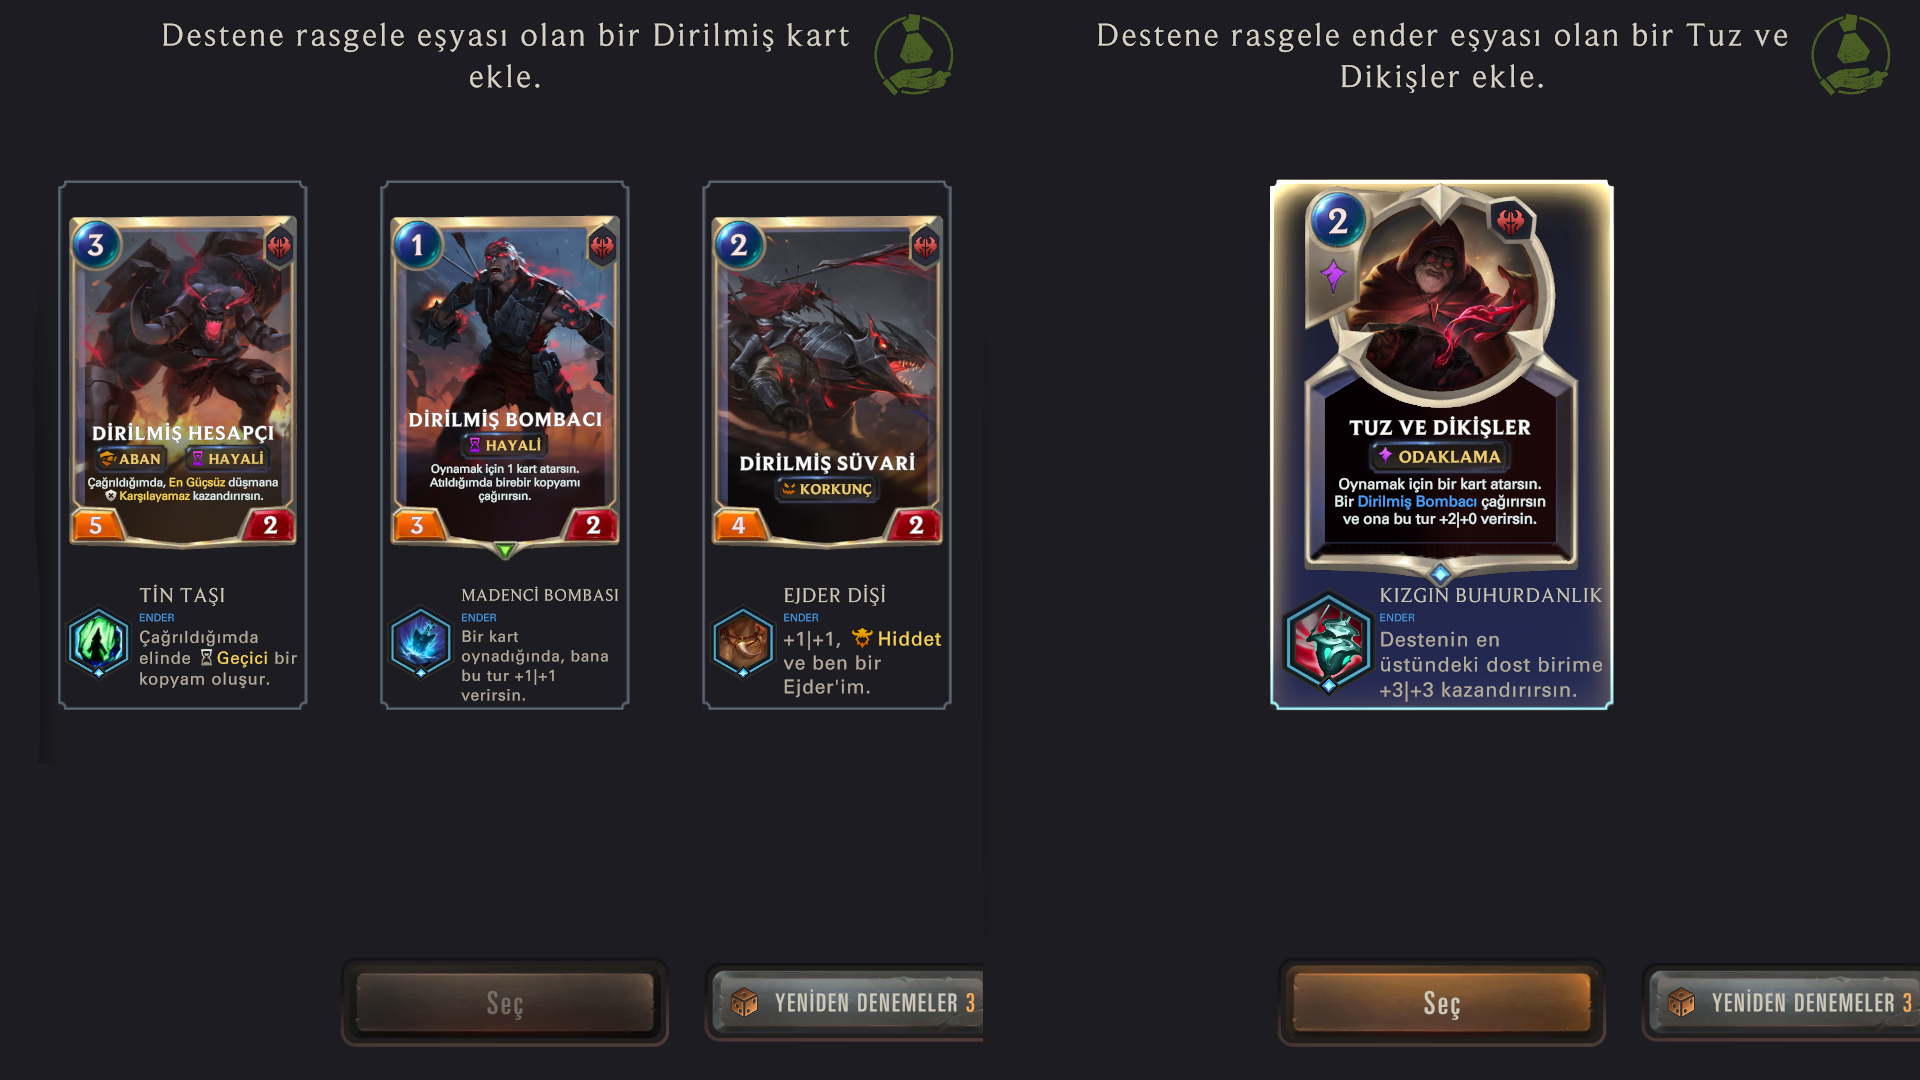 Destene rasgele eşyası olan bir Dirilmiş kart
ekle.
3
DİRİLMİŞ HESAPÇI
ABAN
HAYALİ
Çağrıldığımda, En Güçsüz düşmana
Karşılayamaz kazandırırsın.
5
2
TİN TAŞI
ENDER
Çağrıldığımda
elinde Geçici bir
kopyam oluşur.
1
DİRİLMİŞ BOMBACI
HAYALİ
Oynamak için 1 kart atarsın.
Atıldığımda birebir kopyamı
çağırırsın.
3
2
MADENCİ BOMBASI
ENDER
Bir kart
oynadığında, bana
bu tur +1|+1
verirsin.
2
DİRİLMİŞ SÜVARİ
KORKUNÇ
4
2
EJDER DİŞİ
ENDER
+1|+1, Hiddet
ve ben bir
Ejder'im.
Seç
YENİDEN DENEMELER 3
Destene rasgele ender eşyası olan bir Tuz ve
Dikişler ekle.
2
TUZ VE DİKİŞLER
ODAKLAMA
Oynamak için bir kart atarsın.
Bir Dirilmiş Bombacı çağırırsın
ve ona bu tur +2|+0 verirsin.
KIZGIN BUHURDANLIK
ENDER
Destenin en
üstündeki dost birime
+3|+3 kazandırırsın.
Seç
YENİDEN DENEMELER 3